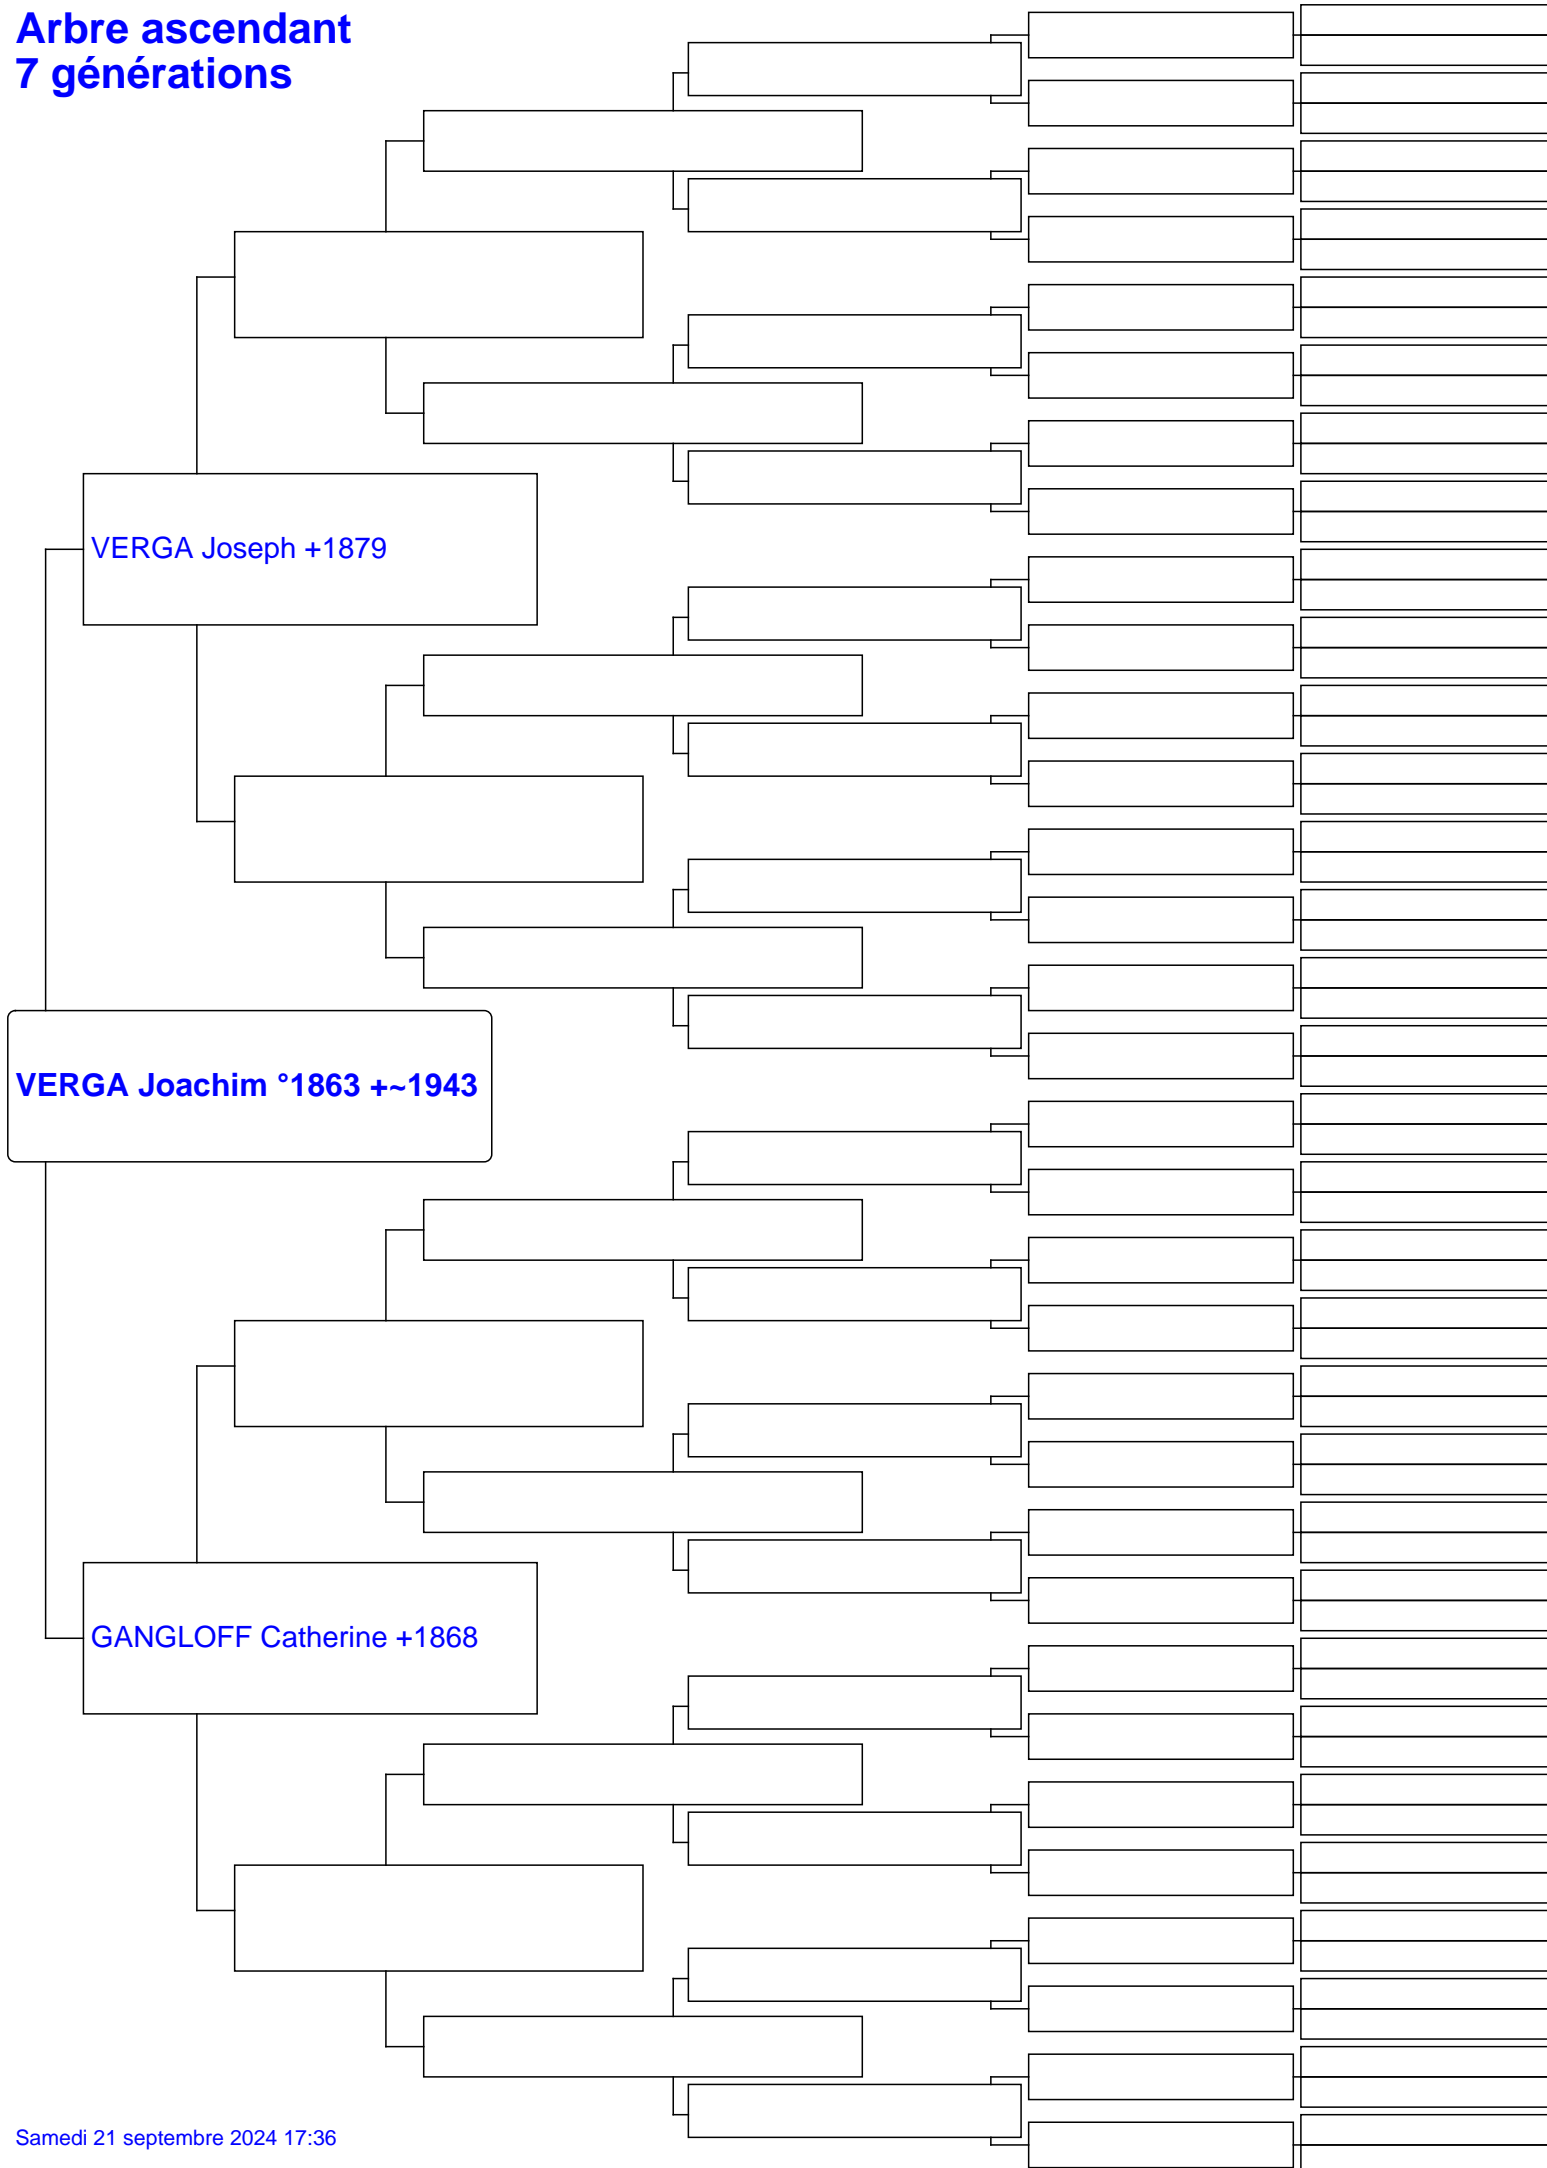 Arbre ascendant
7 générations
VERGA Joseph +1879
VERGA Joachim °1863 +~1943
GANGLOFF Catherine +1868
Samedi 21 septembre 2024 17:36